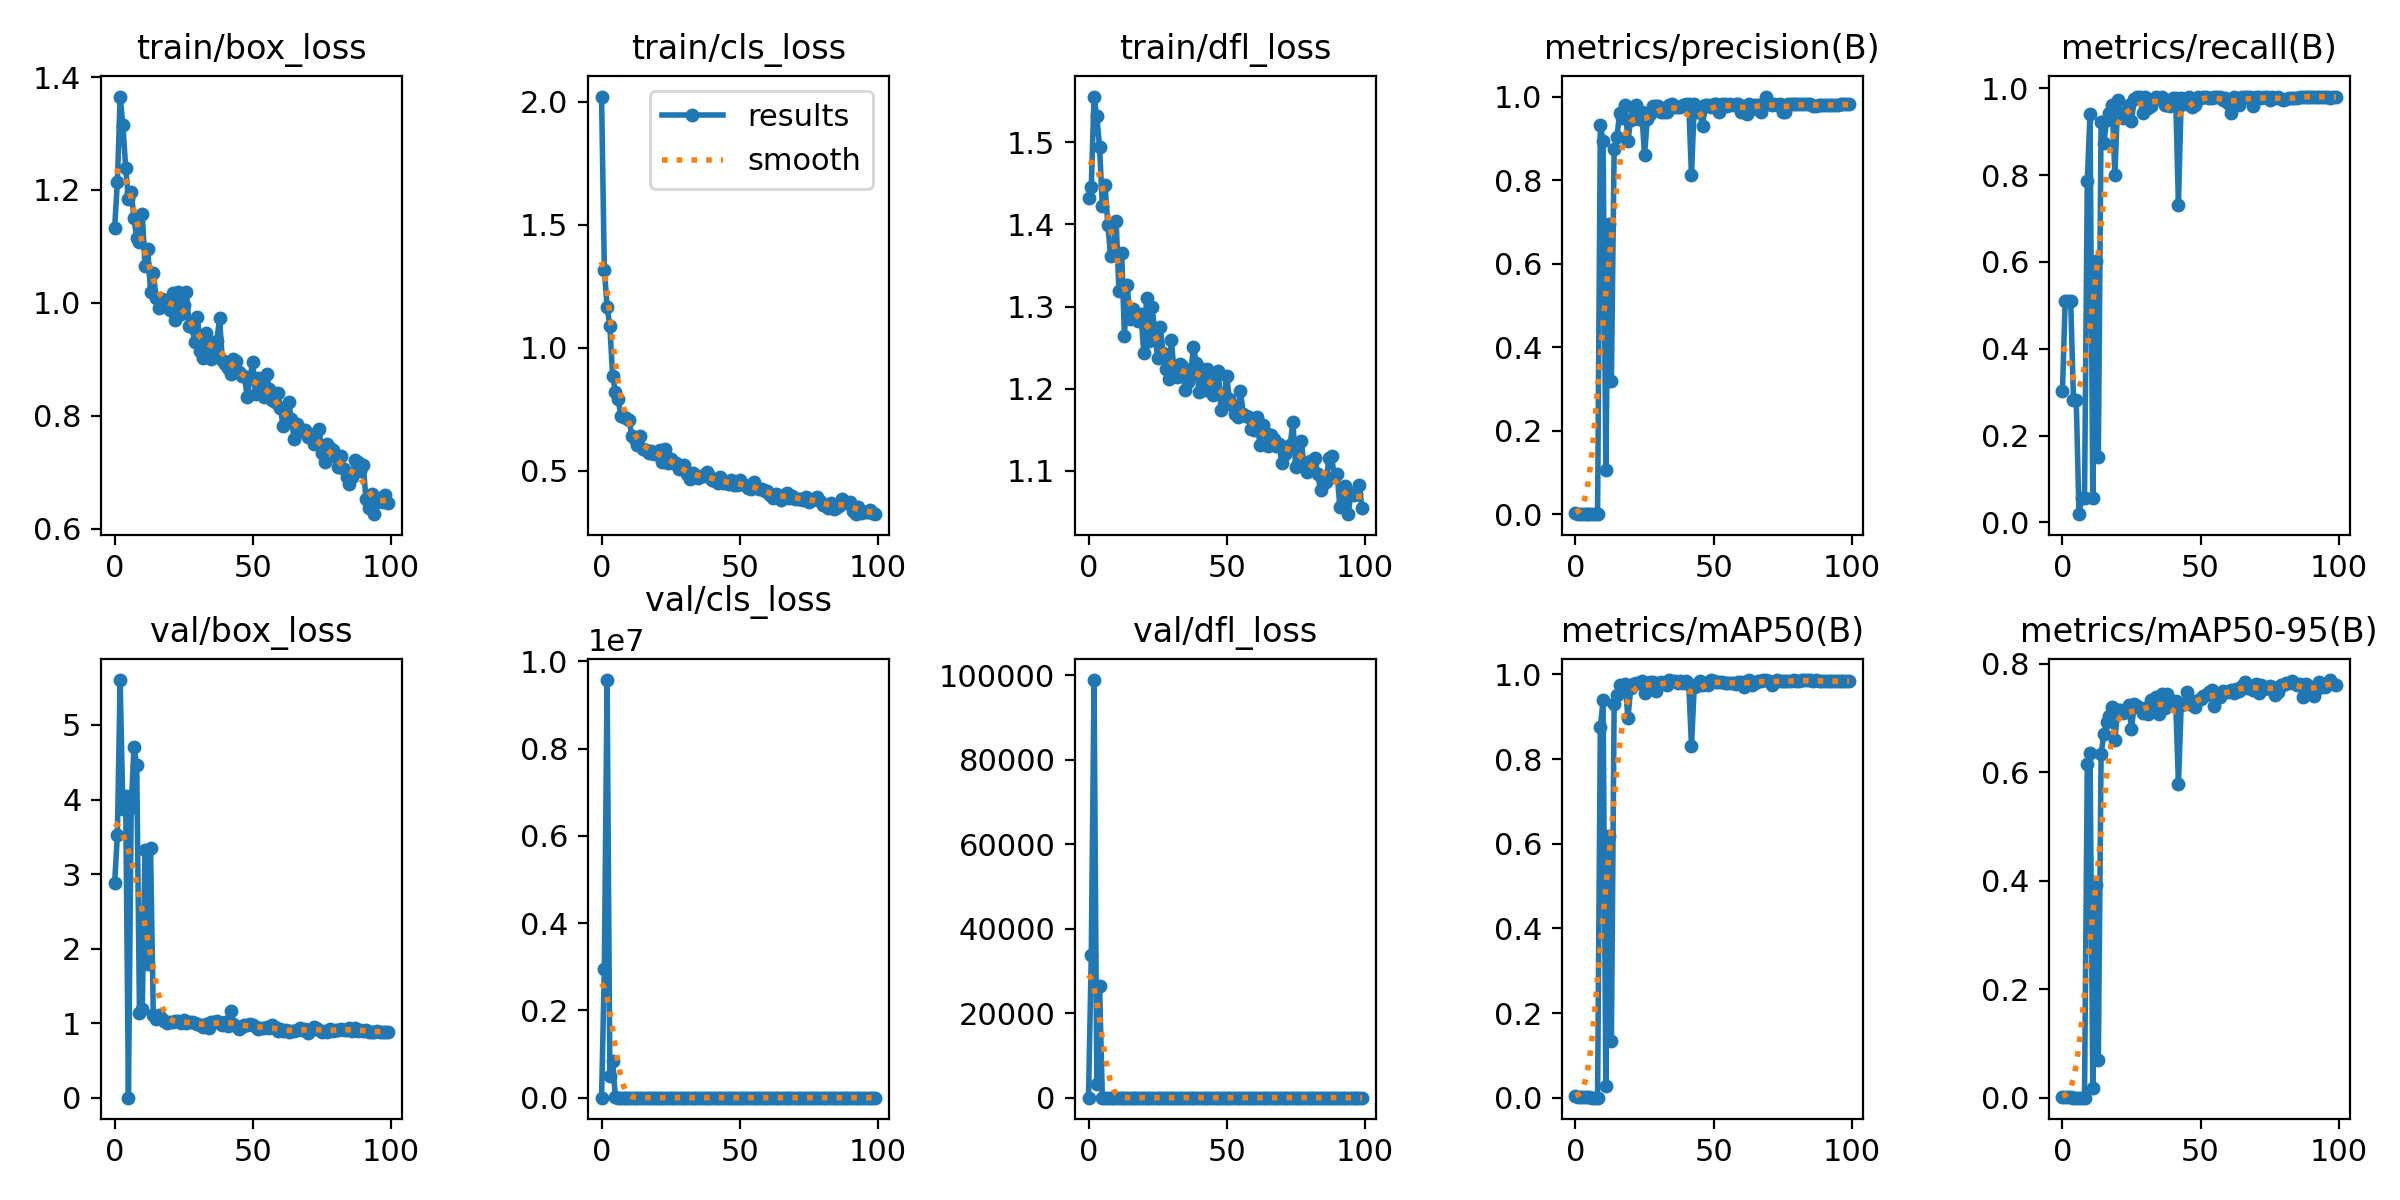 train/box_loss
1.4
1.2
1.0
0.8
0.6
0 50 100
train/cls_loss
results
smooth
2.0
1.5
1.0
0.5
0 50 100
train/dfl_loss
1.5
1.4
1.3
1.2
1.1
0 50 100
metrics/precision(B)
1.0
0.8
0.6
0.4
0.2
0.0
0 50 100
metrics/recall(B)
1.0
0.8
0.6
0.4
0.2
0.0
0 50 100
val/box_loss
5
4
3
2
1
0
0 50 100
val/cls_loss
1e7
1.0
0.8
0.6
0.4
0.2
0.0
0 50 100
val/dfl_loss
100000
80000
60000
40000
20000
0
0 50 100
metrics/mAP50(B)
1.0
0.8
0.6
0.4
0.2
0.0
0 50 100
metrics/mAP50-95(B)
0.8
0.6
0.4
0.2
0.0
0 50 100